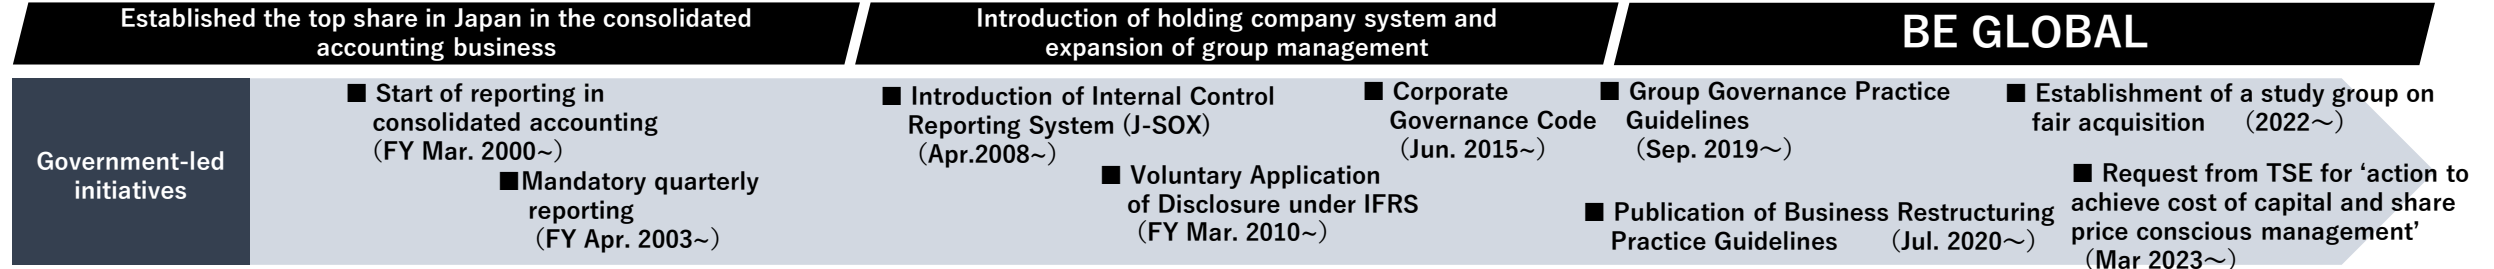 Established the top share in Japan in the consolidated
accounting business
Introduction of holding company system and
expansion of group management
BE GLOBAL
Government-led
initiatives
■ Start of reporting in
consolidated accounting
（FY Mar. 2000~）
■Mandatory quarterly
reporting
（FY Apr. 2003~）
■ Introduction of Internal Control
Reporting System（J-SOX）
（Apr.2008~）
■ Voluntary Application
of Disclosure under IFRS
（FY Mar. 2010~）
■ Corporate
Governance Code
（Jun. 2015~）
■ Group Governance Practice
Guidelines
（Sep. 2019～）
■ Publication of Business Restructuring
Practice Guidelines （Jul. 2020～）
■ Establishment of a study group on
fair acquisition （2022～）
■ Request from TSE for ‘action to
achieve cost of capital and share
price conscious management’
（Mar 2023～）